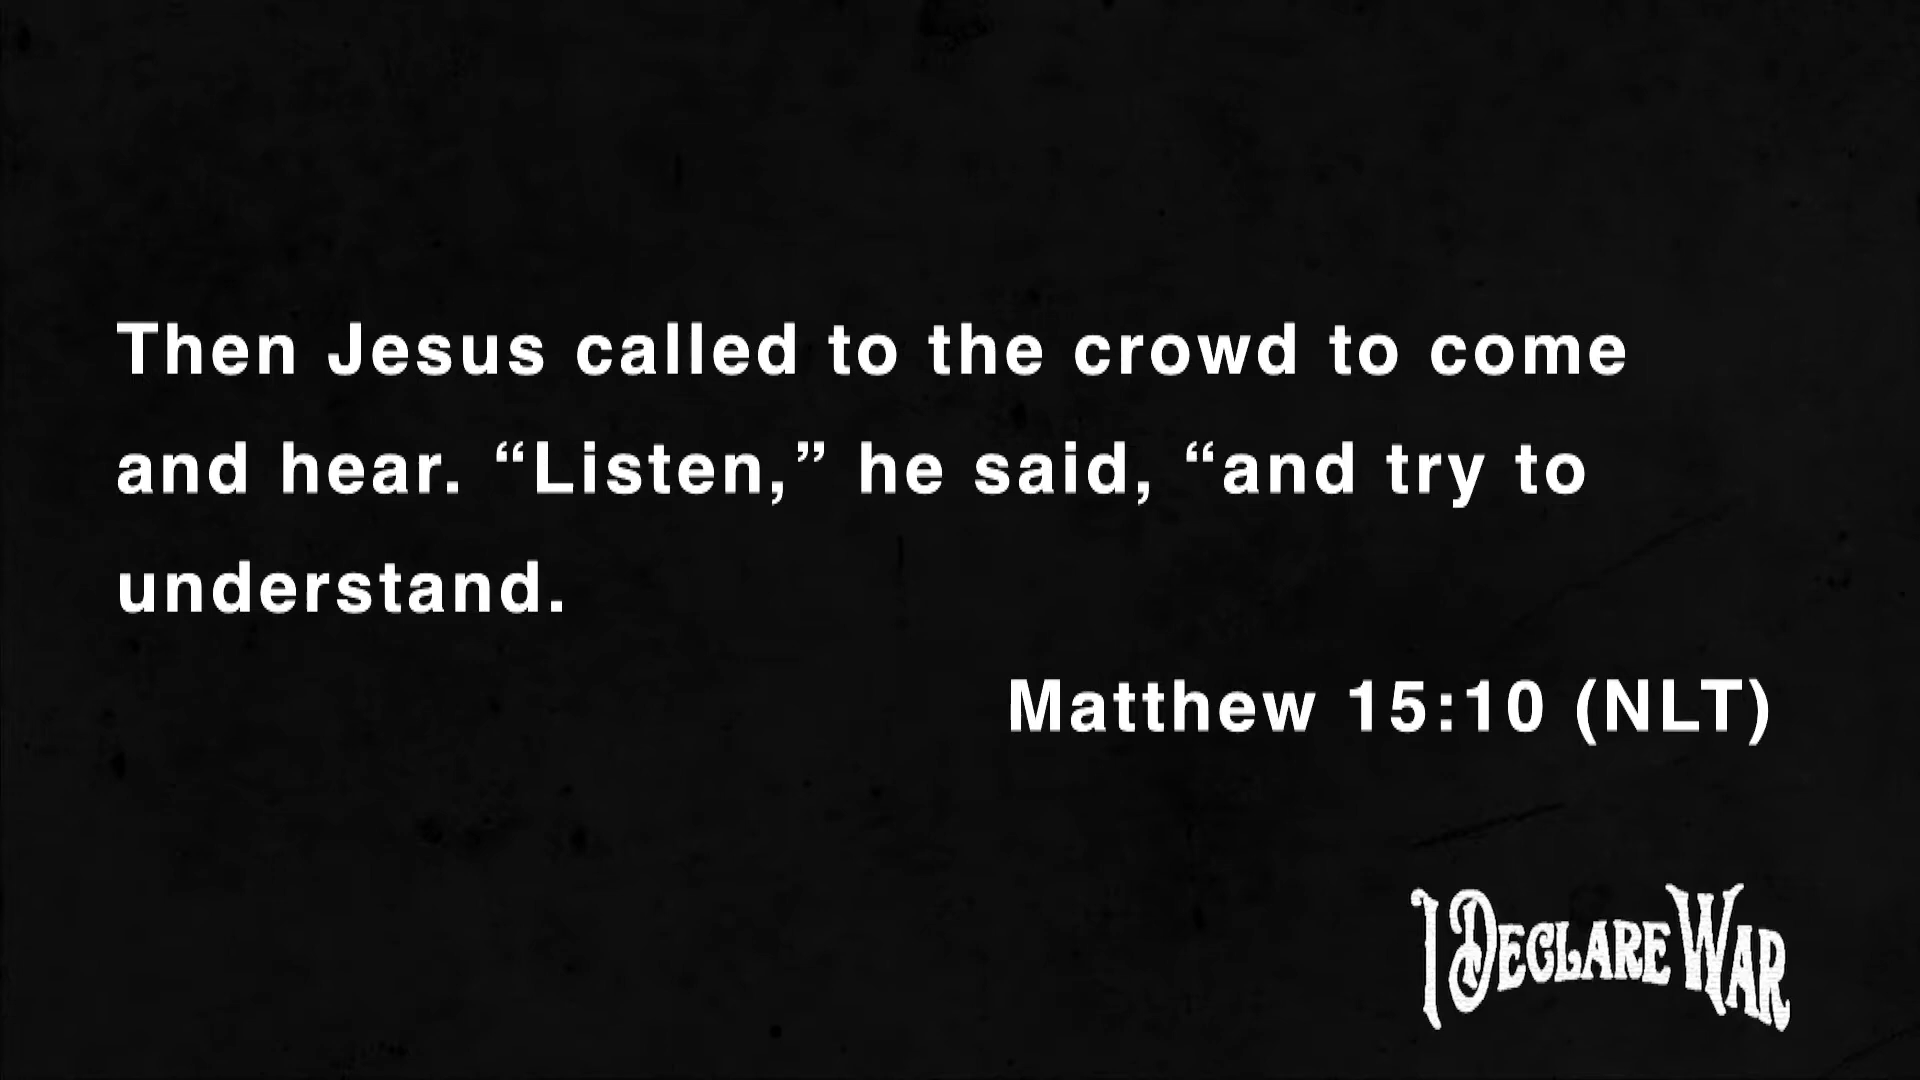 Then Jesus called to the crowd to come
and hear. “Listen,” he said, “and try to
understand.
Matthew 15:10 (NLT)
I DECLARE WAR